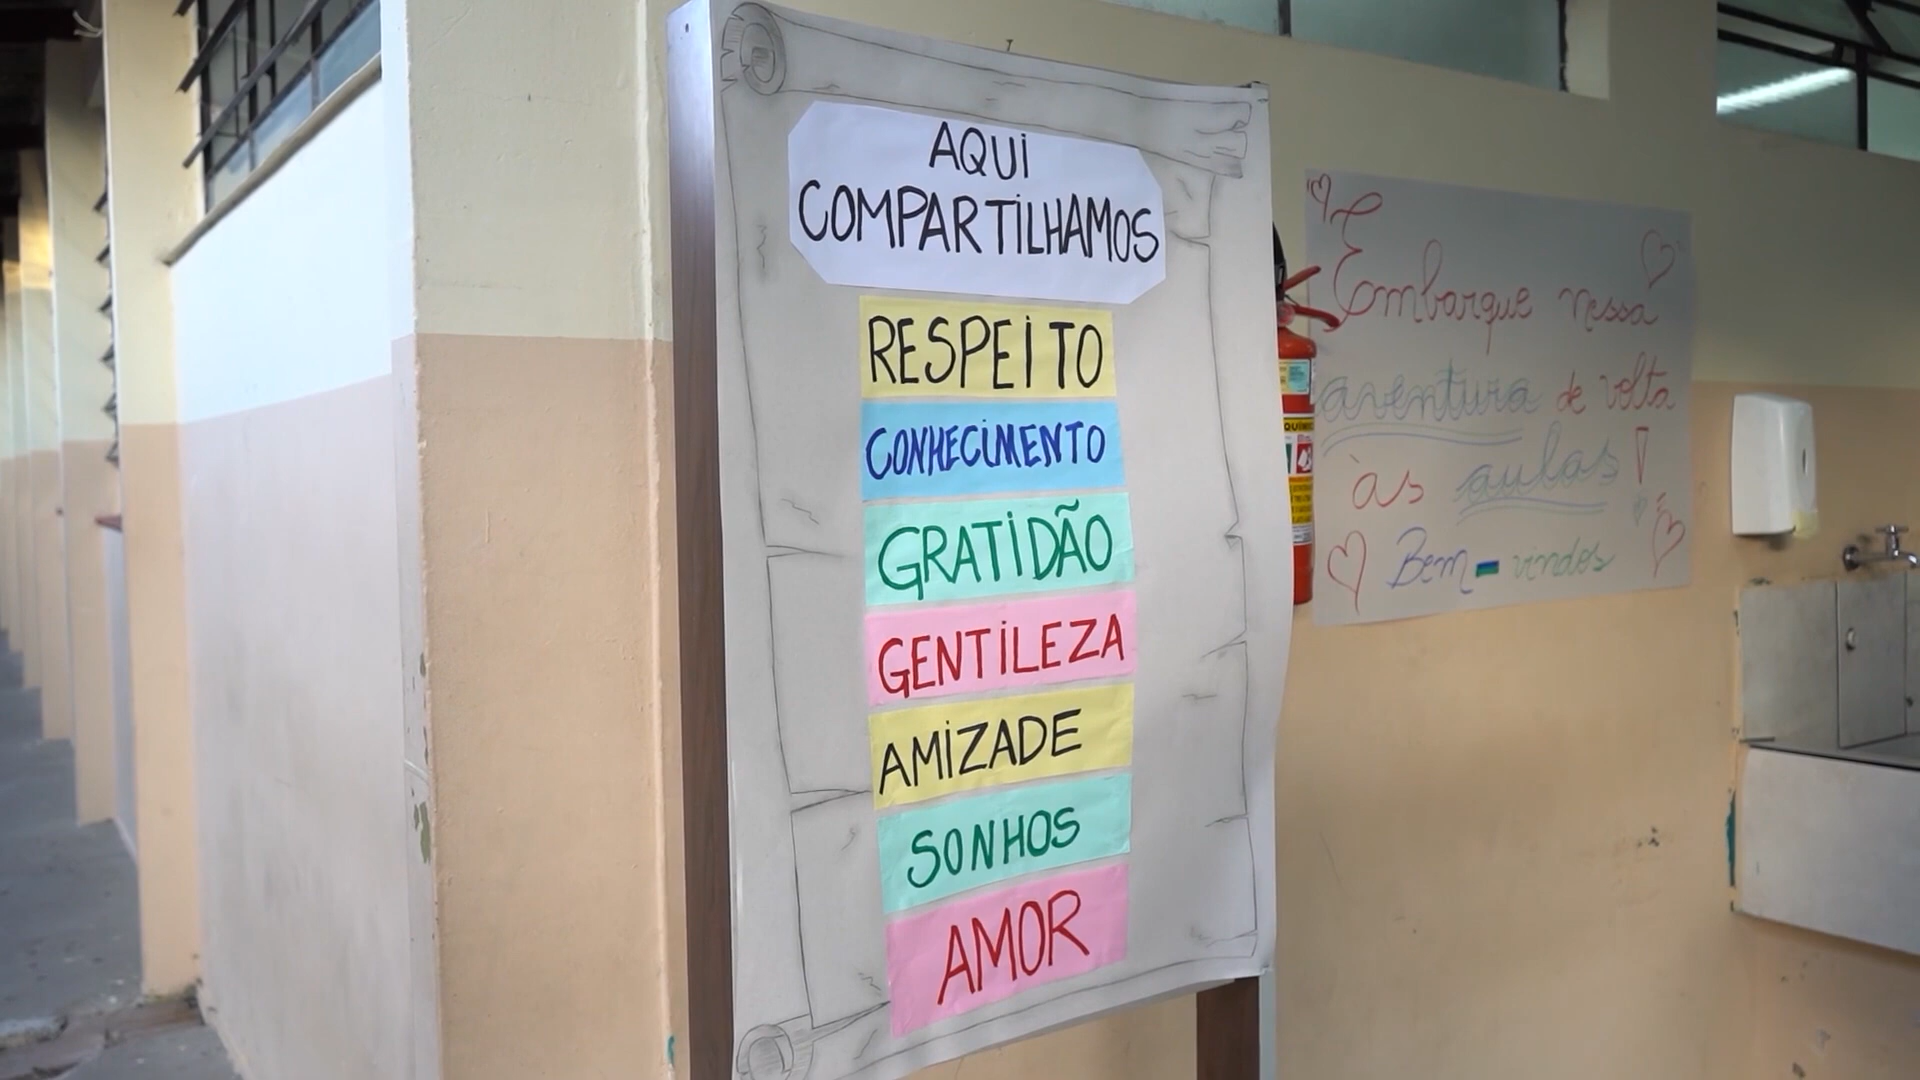 AQUI
COMPARTILHAMOS
RESPEITO
CONHECIMENTO
GRATIDÃO
GENTILEZA
AMIZADE
SONHOS
AMOR
Embarque nessa
aventura de volta
às aulas!
Bem-vindos